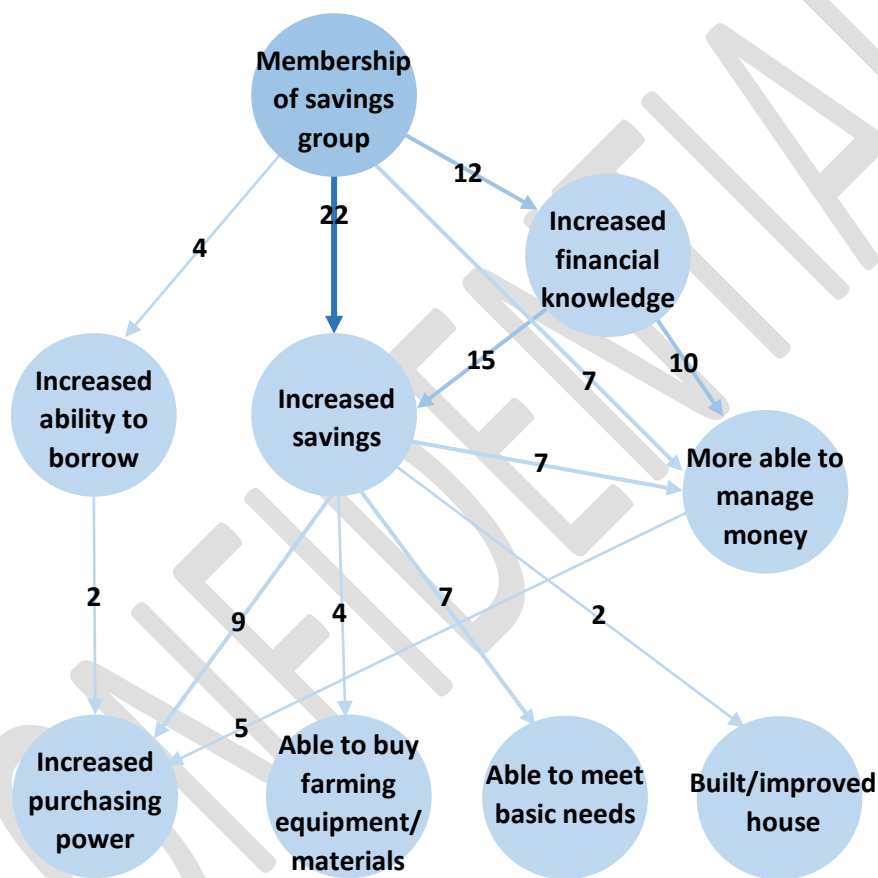 Membership
of savings
group
12
22
4
Increased
financial
knowledge
15
10
7
Increased
ability to
borrow
Increased
savings
7
More able to
manage
money
2
9
4
7
2
5
Increased
purchasing
power
Able to buy
farming
equipment/
materials
Able to meet
basic needs
Built/improved
house